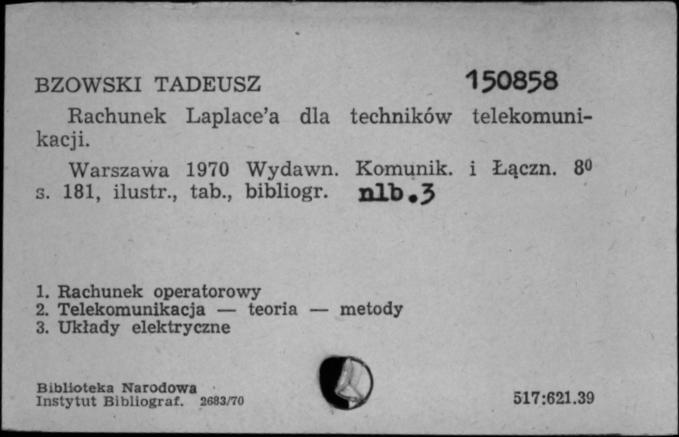 BZOWSKI TADEUSZ 150858
Rachunek Laplace'a dla techników telekomuni-
kacji.
Warszawa 1970 Wydawn. Komunik. i Łączn. 8⁰
s. 181, ilustr., tab., bibliogr. nlb.3
1. Rachunek operatorowy
2. Telekomunikacja — teoria — metody
3. Układy elektryczne
Biblioteka Narodowa
Instytut Bibliograf. 2683/70 517:621.39